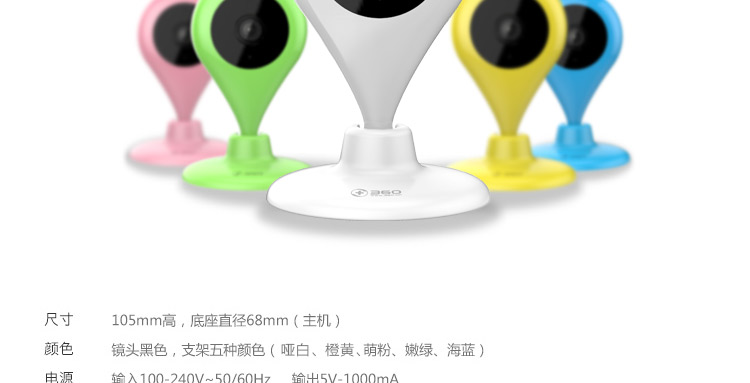 360
尺寸 105mm高，底座直径68mm（主机）
颜色 镜头黑色，支架五种颜色（哑白、橙黄、萌粉、嫩绿、海蓝）
电源 输入100-240V~50/60Hz 输出5V-1000mA